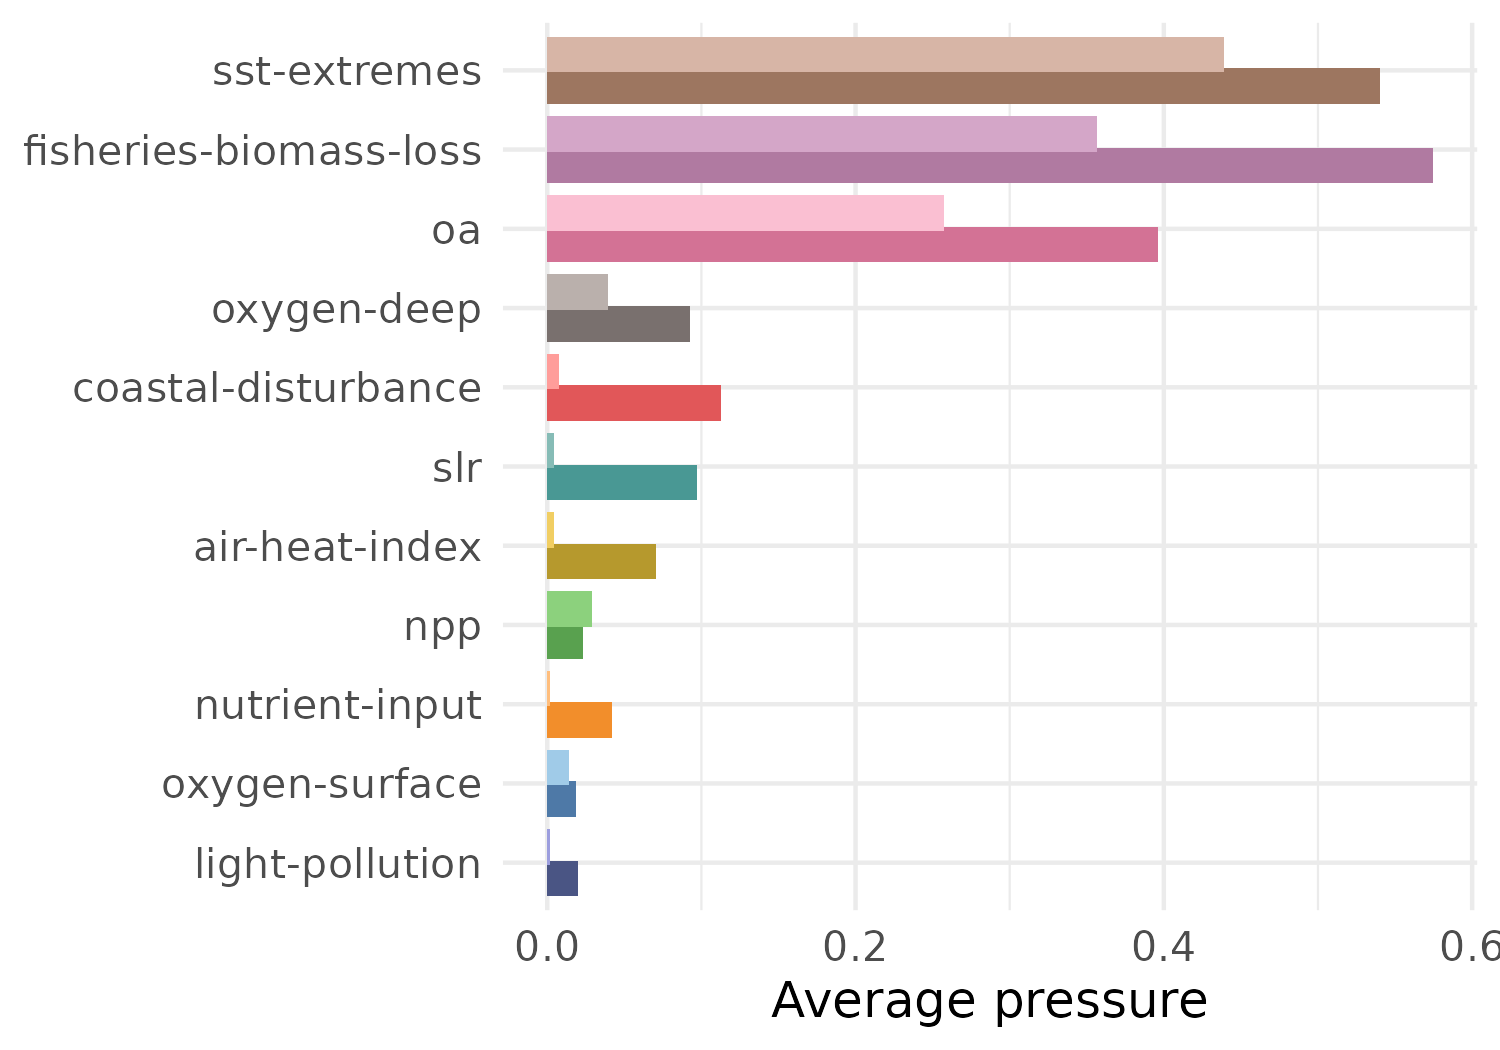 sst-extremes
fisheries-biomass-loss
oa
oxygen-deep
coastal-disturbance
slr
air-heat-index
npp
nutrient-input
oxygen-surface
light-pollution
0.0 0.2 0.4 0.6
Average pressure